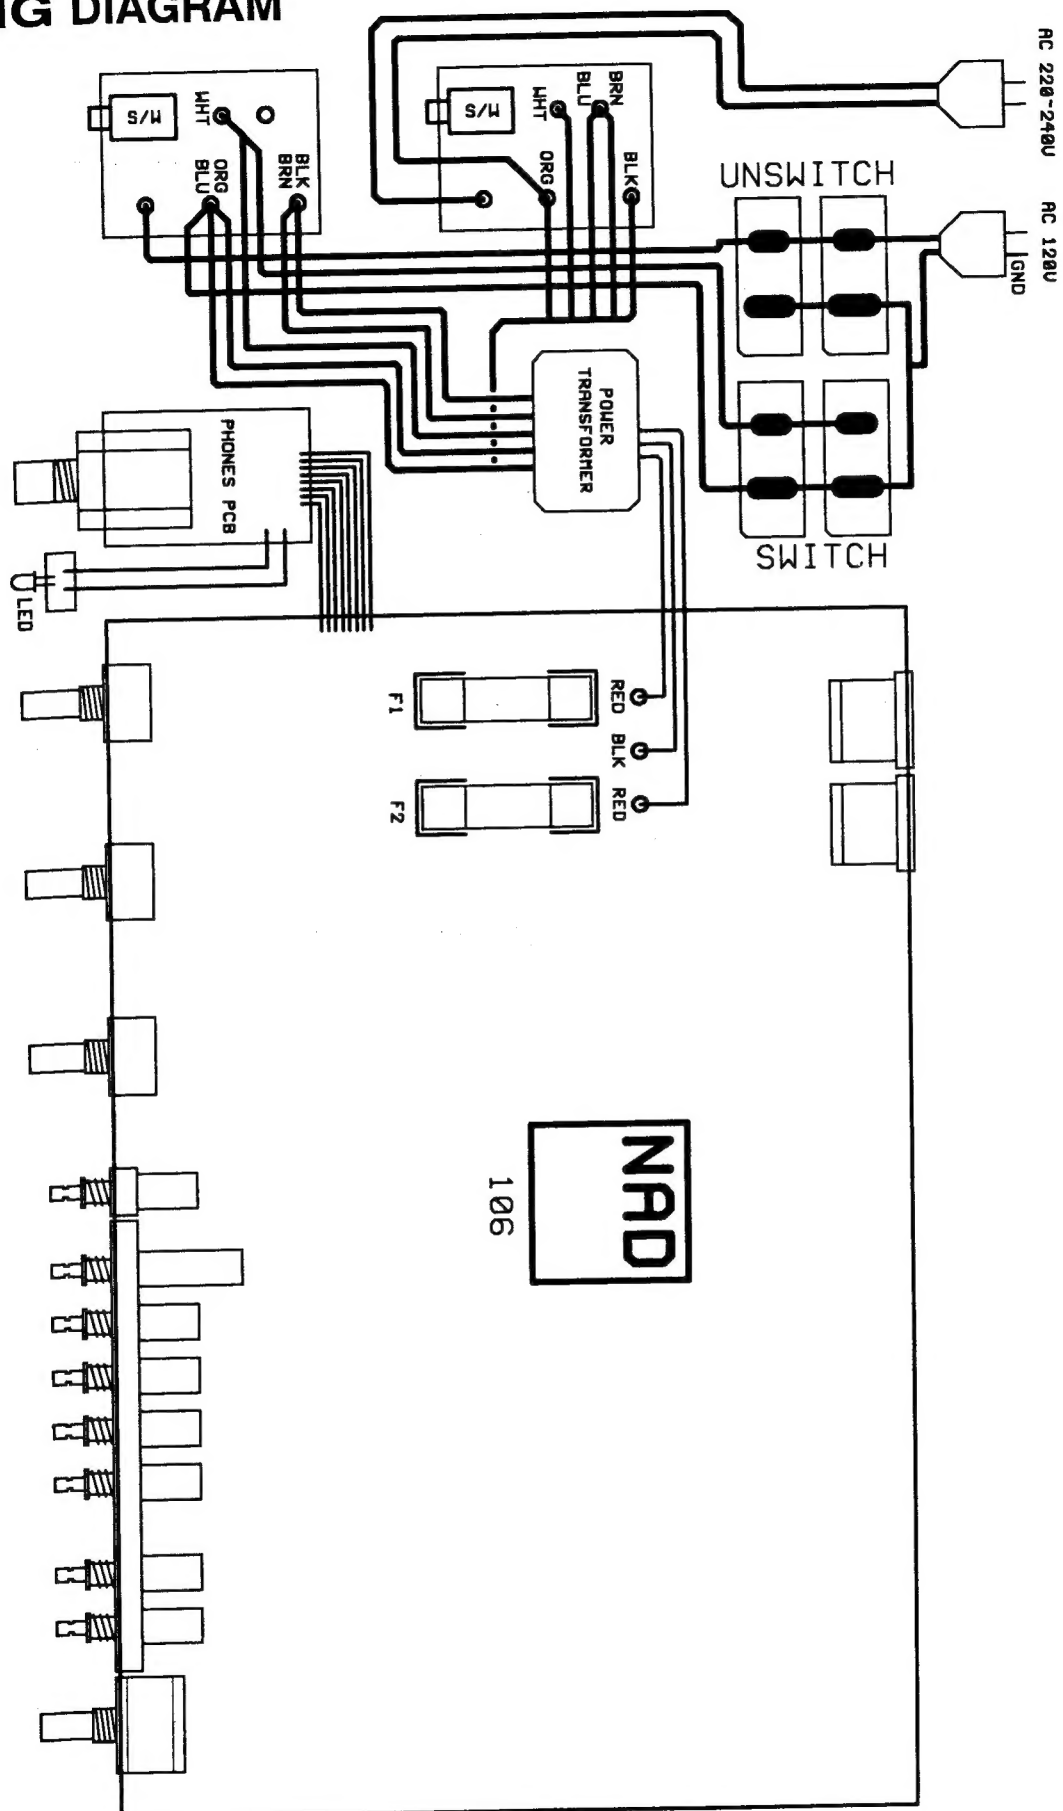 NG DIAGRAM
AC 220~240V
AC 120V
GND
UNSWITCH
SWITCH
M/S
WHT
ORG
BLU
BLK
BRN
M/S
WHT
ORG
BLU
BRN
BLK
POWER
TRANSFORMER
PHONES PCB
LED
F1
F2
RED
BLK
RED
NAD
106